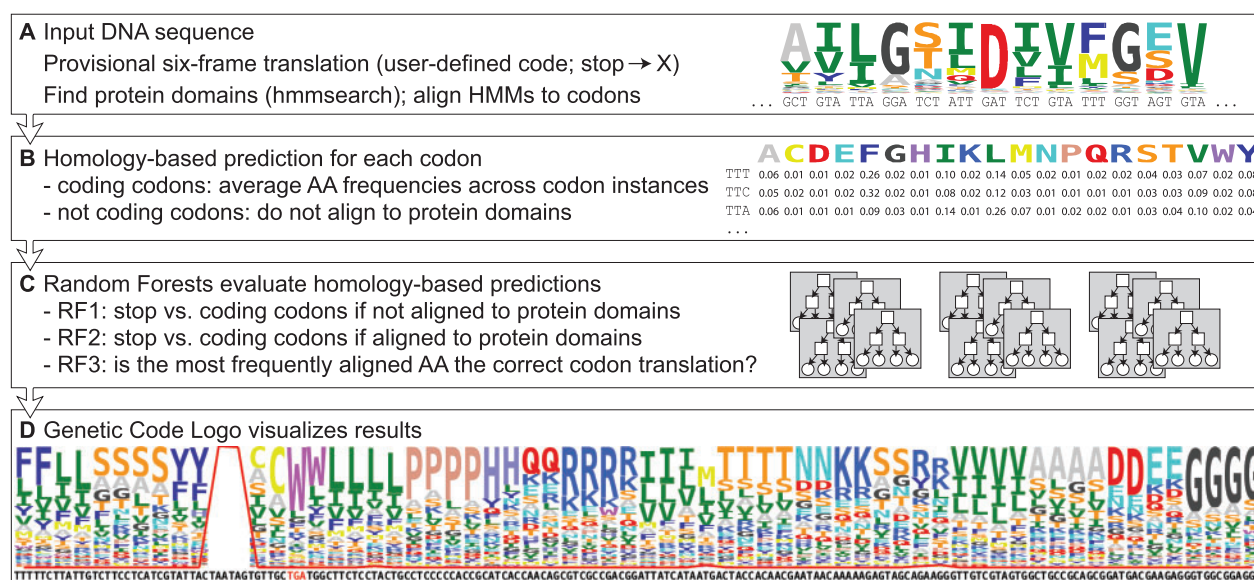 A Input DNA sequence
Provisional six-frame translation (user-defined code; stop → X)
Find protein domains (hmmsearch); align HMMs to codons
A I L G S I D I V F G E V
... GCT GTA TTA GGA TCT ATT GAT TCT GTA TTT GGT AGT GTA ...
B Homology-based prediction for each codon
- coding codons: average AA frequencies across codon instances
- not coding codons: do not align to protein domains
A C D E F G H I K L M N P Q R S T V W Y
TTT 0.06 0.01 0.01 0.02 0.26 0.02 0.01 0.10 0.02 0.14 0.05 0.02 0.01 0.02 0.02 0.04 0.03 0.07 0.02 0.08
TTC 0.05 0.02 0.01 0.02 0.32 0.02 0.01 0.08 0.02 0.12 0.03 0.01 0.01 0.01 0.01 0.03 0.03 0.09 0.02 0.08
TTA 0.06 0.01 0.01 0.01 0.09 0.03 0.01 0.14 0.01 0.26 0.07 0.01 0.02 0.02 0.01 0.03 0.04 0.10 0.02 0.04
...
C Random Forests evaluate homology-based predictions
- RF1: stop vs. coding codons if not aligned to protein domains
- RF2: stop vs. coding codons if aligned to protein domains
- RF3: is the most frequently aligned AA the correct codon translation?
D Genetic Code Logo visualizes results
FFLLSSSSYYCCWWLLLLPPPPHHQQRRRRIIIMTTTTNNKKSSRRVVVVAAAADDEEGGGG
TTTTTCTTATTGTCTTCCTCATCGTATTACTAATAGTGTTGCTGATGGCTTCTCCTACTGCCTCCCCCACCGCATCACCAACAGCGTCGCCGACGGATTATCATAATGACTACCACAACGAATAACAAAAAGAGTAGCAGAAGGGTTGTCGTAGTGGCTGCCGCAGCGGATGACGAAGAGGGTGGCGGAGGG